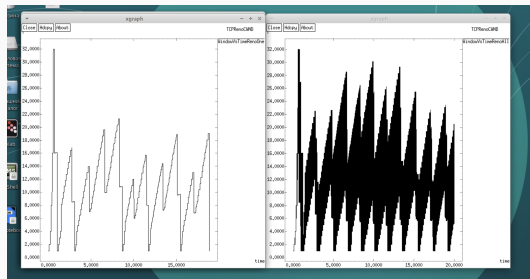 xgraph
xgraph
Close
Hdcpy
About
TCPRenoCWND
Close
Hdcpy
About
TCPRenoCWND
WindowVsTimeRenoOne
WindowVsTimeRenoAll
32.0000
30.0000
28.0000
26.0000
24.0000
22.0000
20.0000
18.0000
16.0000
14.0000
12.0000
10.0000
8.0000
6.0000
4.0000
2.0000
0.0000
0.0000 5.0000 10.0000 15.0000
time
32.0000
30.0000
28.0000
26.0000
24.0000
22.0000
20.0000
18.0000
16.0000
14.0000
12.0000
10.0000
8.0000
6.0000
4.0000
2.0000
0.0000
0.0000 5.0000 10.0000 15.0000 20.0000
time